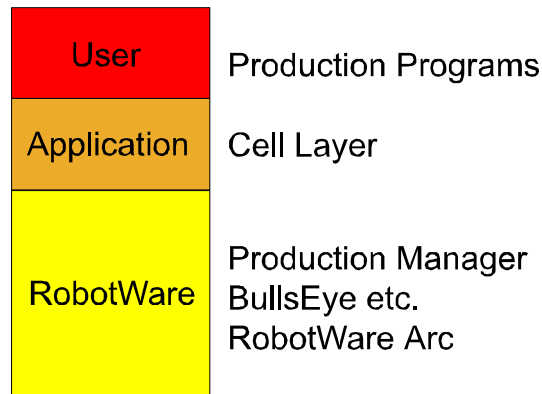 User
Production Programs
Application
Cell Layer
RobotWare
Production Manager
BullsEye etc.
RobotWare Arc